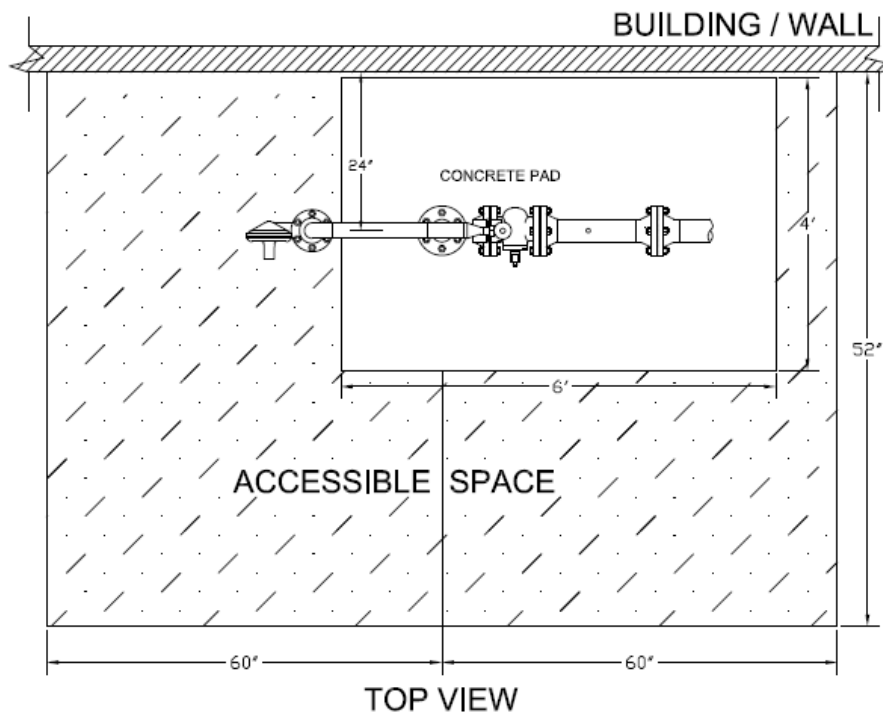 BUILDING / WALL
24"
CONCRETE PAD
4'
52"
6'
ACCESSIBLE SPACE
60"
60"
TOP VIEW